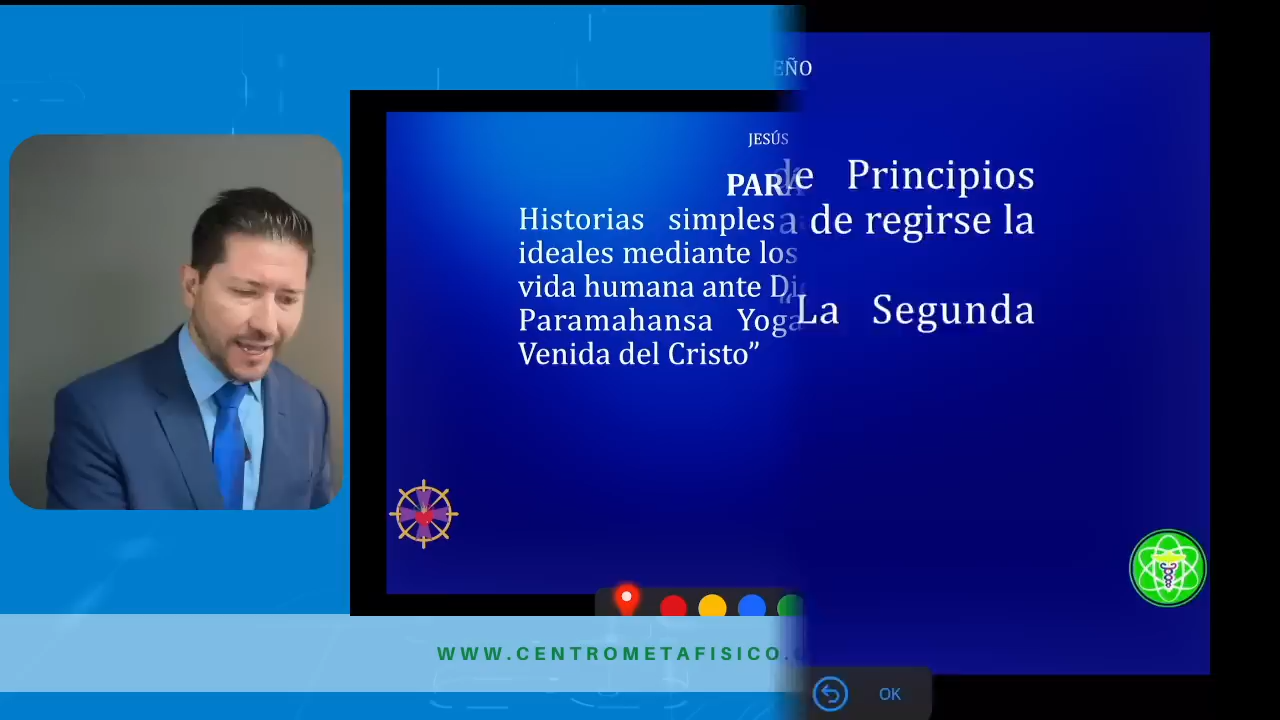 EÑO
JESÚS
PARA
de Principios
Historias simples
a de regirse la
ideales mediante los
vida humana ante Di
“La Segunda
Paramahansa Yoga
Venida del Cristo”
WWW.CENTROMETAFISICO.
OK